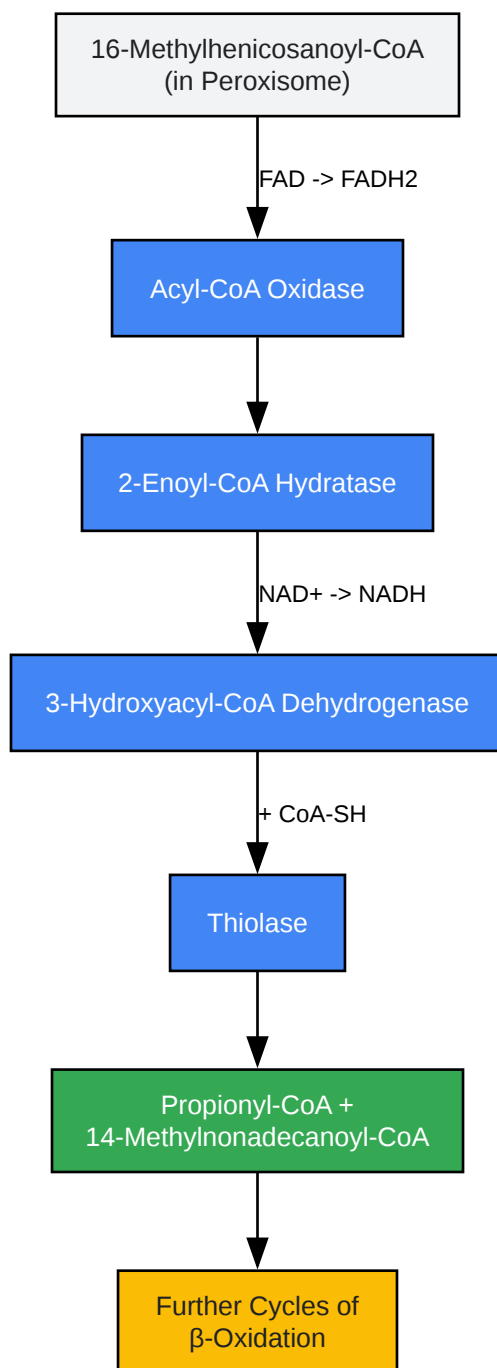 16-Methylhenicosanoyl-CoA
(in Peroxisome)
FAD -> FADH2
Acyl-CoA Oxidase
2-Enoyl-CoA Hydratase
NAD+ -> NADH
3-Hydroxyacyl-CoA Dehydrogenase
+ CoA-SH
Thiolase
Propionyl-CoA +
14-Methylnonadecanoyl-CoA
Further Cycles of
β-Oxidation